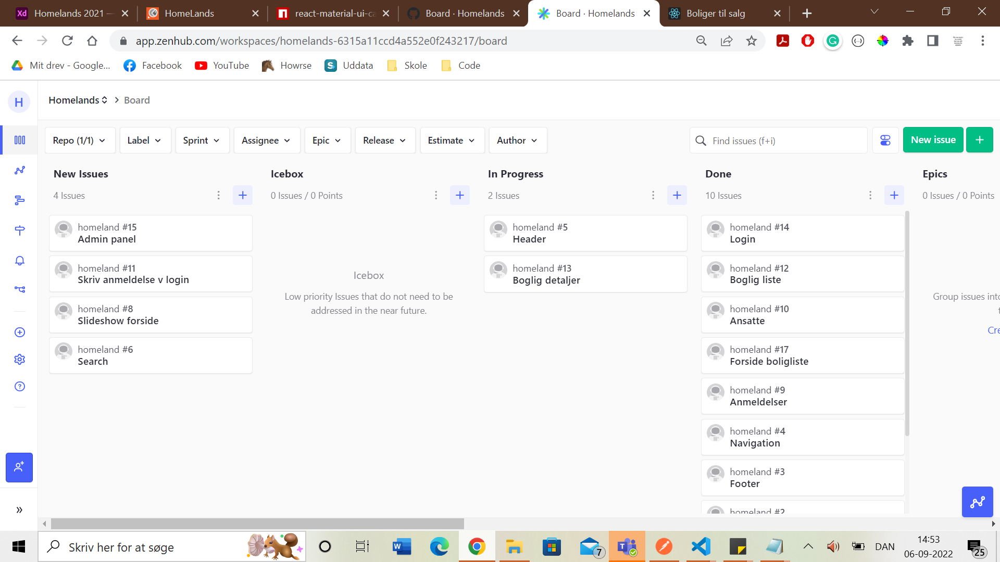 Homelands 2021 —
HomeLands
react-material-ui-ca
Board · Homelands
Board · Homelands
Boliger til salg
app.zenhub.com/workspaces/homelands-6315a11ccd4a552e0f243217/board
Mit drev - Google...
Facebook
YouTube
Howrse
Uddata
Skole
Code
H
Homelands
Board
Repo (1/1)
Label
Sprint
Assignee
Epic
Release
Estimate
Author
Find issues (f+i)
New issue
New Issues
4 Issues
homeland #15
Admin panel
homeland #11
Skriv anmeldelse v login
homeland #8
Slideshow forside
homeland #6
Search
Icebox
0 Issues / 0 Points
Icebox
Low priority Issues that do not need to be
addressed in the near future.
In Progress
2 Issues
homeland #5
Header
homeland #13
Boglig detaljer
Done
10 Issues
homeland #14
Login
homeland #12
Boglig liste
homeland #10
Ansatte
homeland #17
Forside boligliste
homeland #9
Anmeldelser
homeland #4
Navigation
homeland #3
Footer
homeland #2
Epics
0 Issues / 0 Points
Group issues into
t
Cre
Skriv her for at søge
7
DAN
14:53
06-09-2022
25